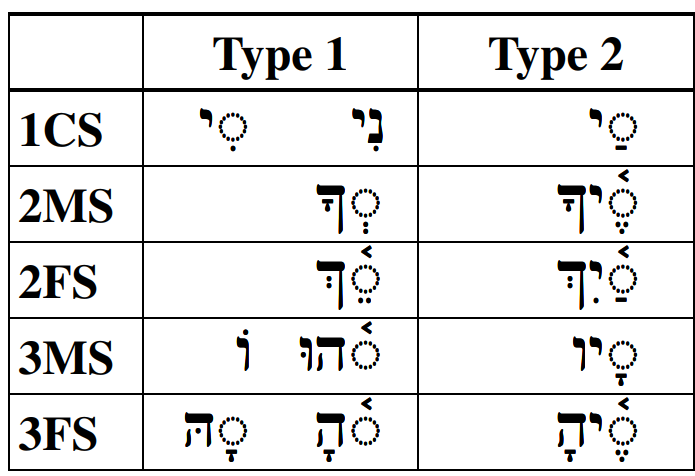 Type 1 Type 2
1CS ◌ִי נִי ◌ַי
2MS ◌ְךָ ◌ֶ֫יךָ
2FS ◌ֵ֫ךְ ◌ַ֫יִךְ
3MS וֹ ◌֫הוּ ◌ָיו
3FS ◌ָהּ ◌֫הָ ◌ֶ֫יהָ